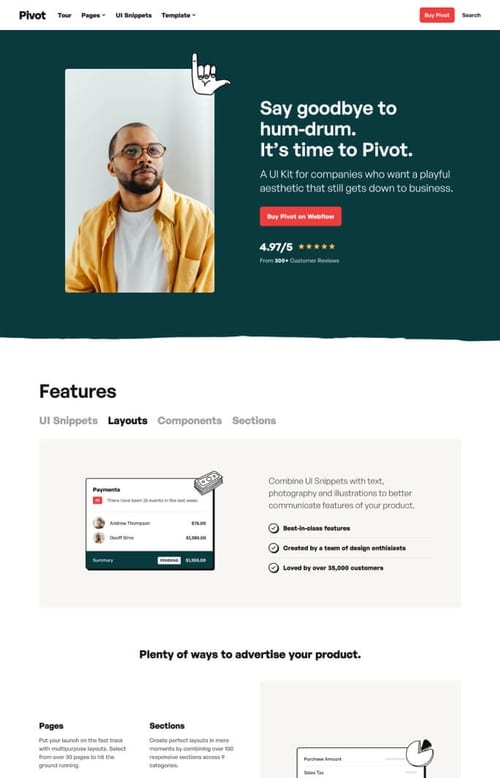 Pivot
Tour
Pages
UI Snippets
Template
Buy Pivot
Search
Say goodbye to
hum-drum.
It's time to Pivot.
A UI Kit for companies who want a playful
aesthetic that still gets down to business.
Buy Pivot on Webflow
4.97/5
From 300+ Customer Reviews
Features
UI Snippets
Layouts
Components
Sections
Payments
There have been 26 events in the last week.
Andrew Thompson
$76.00
Geoff Sims
$1,280.00
Summary
PENDING
$1,356.00
Combine UI Snippets with text,
photography and illustrations to better
communicate features of your product.
Best-in-class features
Created by a team of design enthisiasts
Loved by over 35,000 customers
Plenty of ways to advertise your product.
Pages
Put your launch on the fast track
with multipurpose layouts. Select
from over 30 pages to hit the
ground running.
Sections
Create perfect layouts in mere
moments by combining over 100
responsive sections across 9
categories.
Purchase Amount
Sales Tax